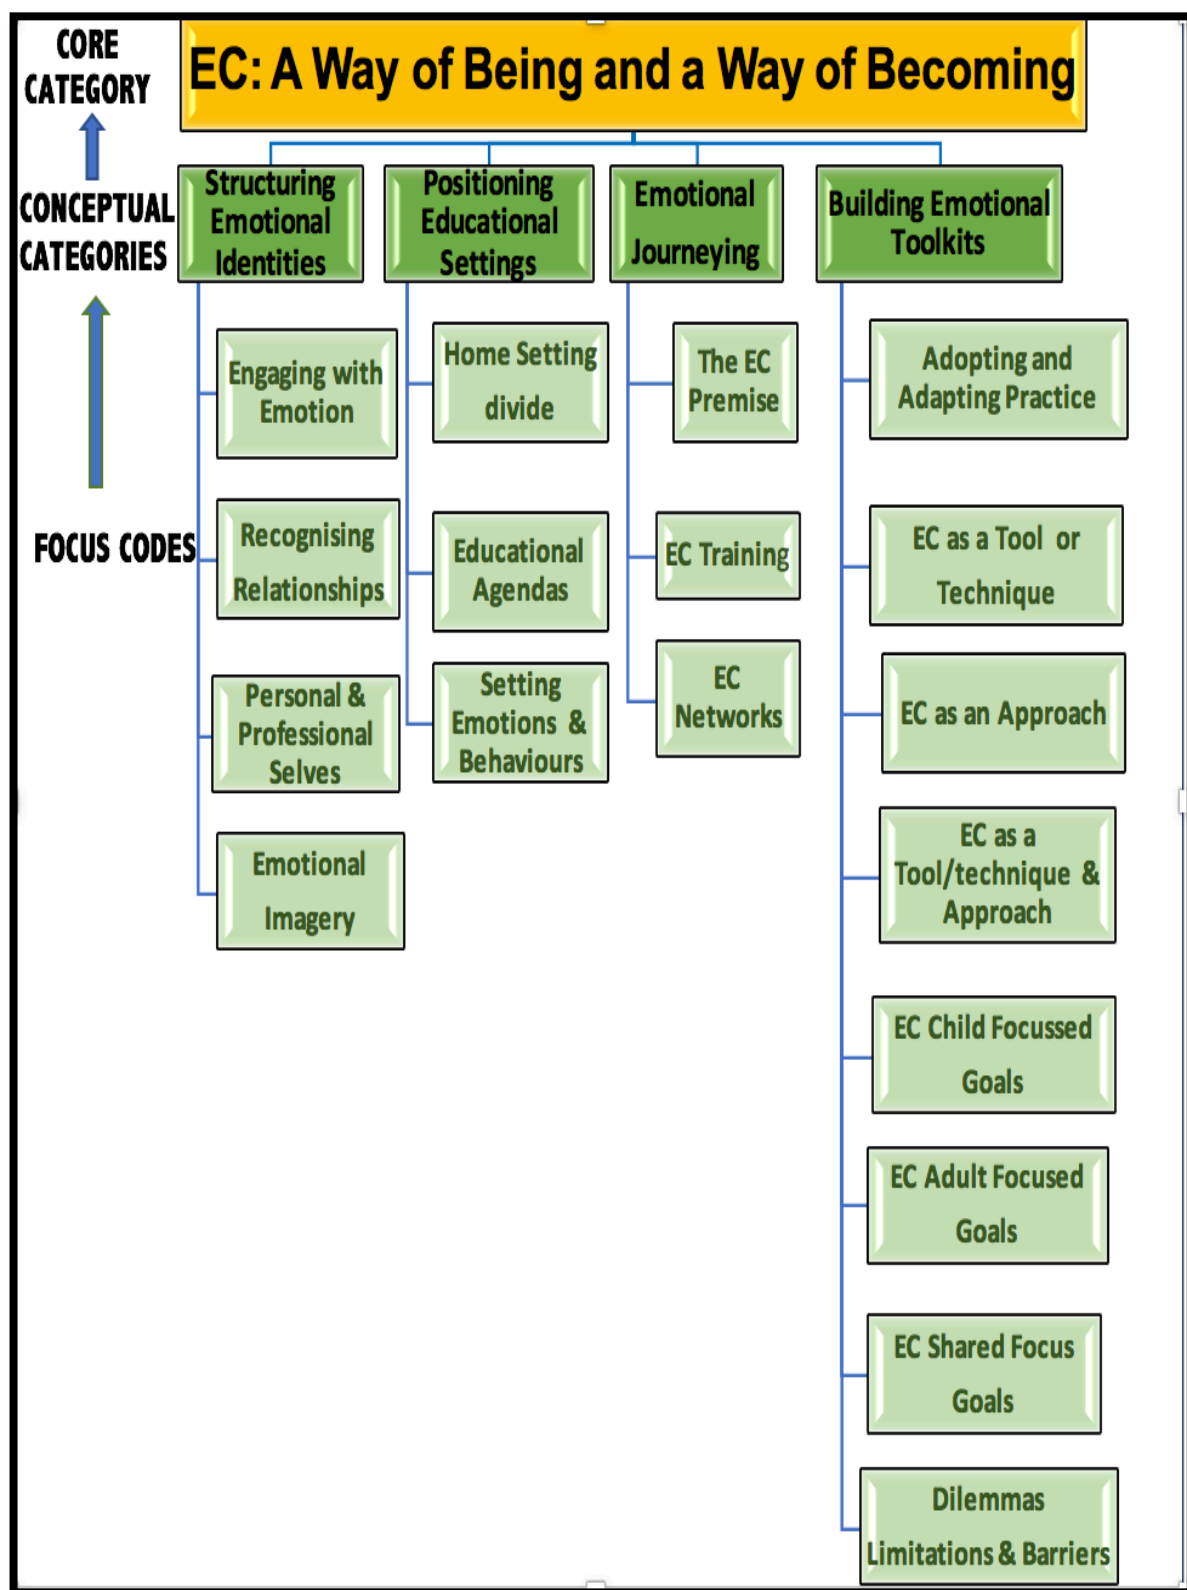 CORE
CATEGORY
EC: A Way of Being and a Way of Becoming
CONCEPTUAL
CATEGORIES
Structuring
Emotional
Identities
Positioning
Educational
Settings
Emotional
Journeying
Building Emotional
Toolkits
FOCUS CODES
Engaging with
Emotion
Recognising
Relationships
Personal &
Professional
Selves
Emotional
Imagery
Home Setting
divide
Educational
Agendas
Setting
Emotions &
Behaviours
The EC
Premise
EC Training
EC
Networks
Adopting and
Adapting Practice
EC as a Tool or
Technique
EC as an Approach
EC as a
Tool/technique &
Approach
EC Child Focussed
Goals
EC Adult Focused
Goals
EC Shared Focus
Goals
Dilemmas
Limitations & Barriers